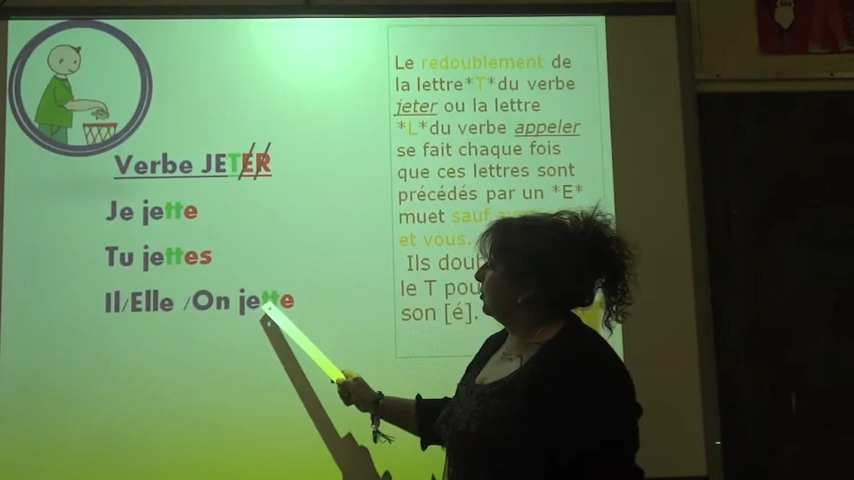 Verbe JETER
Je jette
Tu jettes
Il/Elle /On jette
Le redoublement de
la lettre*T*du verbe
jeter ou la lettre
*L*du verbe appeler
se fait chaque fois
que ces lettres sont
précédés par un *E*
muet sauf
et vous.
Ils
le T
son [é].